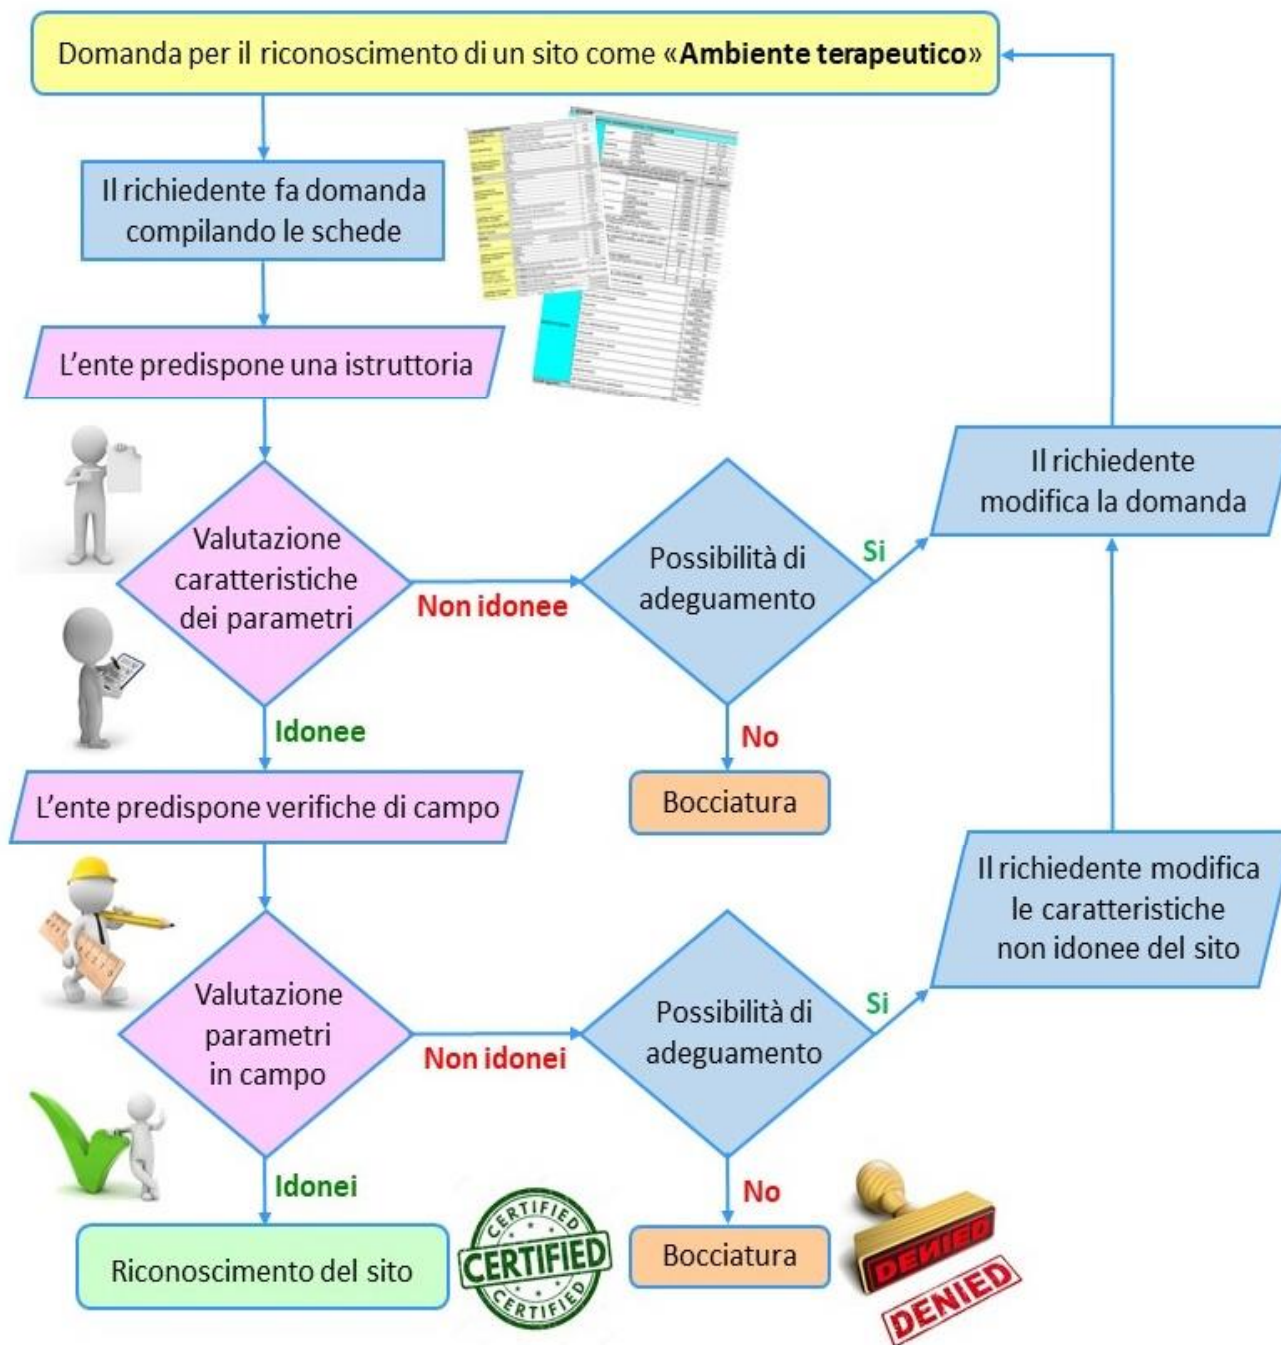 Domanda per il riconoscimento di un sito come «Ambiente terapeutico»
Il richiedente fa domanda
compilando le schede
L'ente predispone una istruttoria
Il richiedente
modifica la domanda
Valutazione
caratteristiche
dei parametri
Non idonee
Possibilità di
adeguamento
Si
Idonee
No
Bocciatura
L'ente predispone verifiche di campo
Il richiedente modifica
le caratteristiche
non idonee del sito
Valutazione
parametri
in campo
Non idonei
Possibilità di
adeguamento
Si
Idonei
No
Riconoscimento del sito
CERTIFIED
CERTIFIED
CERTIFIED
Bocciatura
DENIED
DENIED